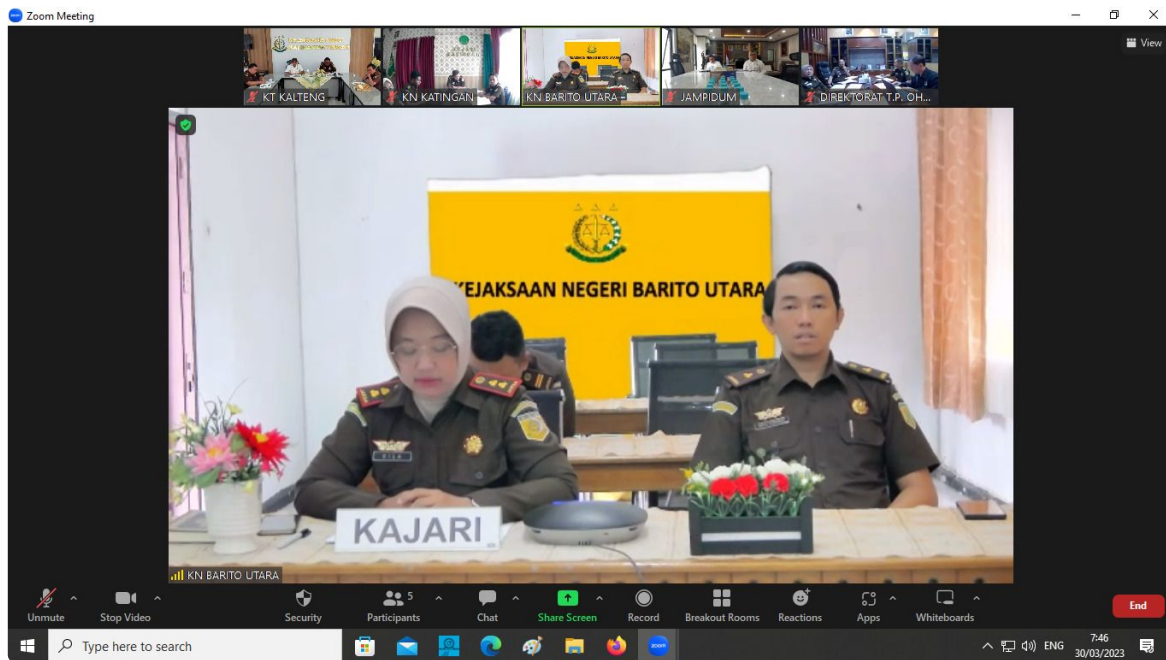 Zoom Meeting
View
KT KALTENG
KN KATINGAN
KN BARITO UTARA
JAMPIDUM
DIREKTORAT T.P. OH...
KEJAKSAAN NEGERI BARITO UTARA
KAJARI
KN BARITO UTARA
Unmute
Stop Video
Security
Participants
5
Chat
Share Screen
Record
Breakout Rooms
Reactions
Apps
Whiteboards
End
Type here to search
zoom
ENG
7:46
30/03/2023